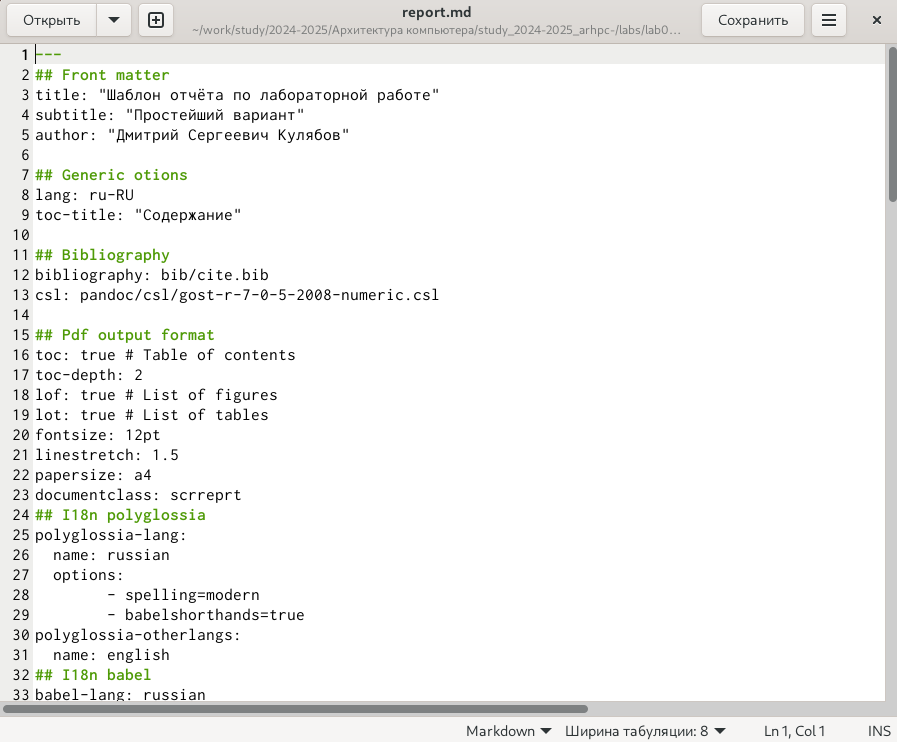 Открыть
report.md
~/work/study/2024-2025/Архитектура компьютера/study_2024-2025_arhpc-/labs/lab0…
Сохранить
1 ---
2 ## Front matter
3 title: "Шаблон отчёта по лабораторной работе"
4 subtitle: "Простейший вариант"
5 author: "Дмитрий Сергеевич Кулябов"
6
7 ## Generic otions
8 lang: ru-RU
9 toc-title: "Содержание"
10
11 ## Bibliography
12 bibliography: bib/cite.bib
13 csl: pandoc/csl/gost-r-7-0-5-2008-numeric.csl
14
15 ## Pdf output format
16 toc: true # Table of contents
17 toc-depth: 2
18 lof: true # List of figures
19 lot: true # List of tables
20 fontsize: 12pt
21 linestretch: 1.5
22 papersize: a4
23 documentclass: scrreprt
24 ## I18n polyglossia
25 polyglossia-lang:
26   name: russian
27   options:
28         - spelling=modern
29         - babelshorthands=true
30 polyglossia-otherlangs:
31   name: english
32 ## I18n babel
33 babel-lang: russian
Markdown Ширина табуляции: 8 Ln 1, Col 1 INS